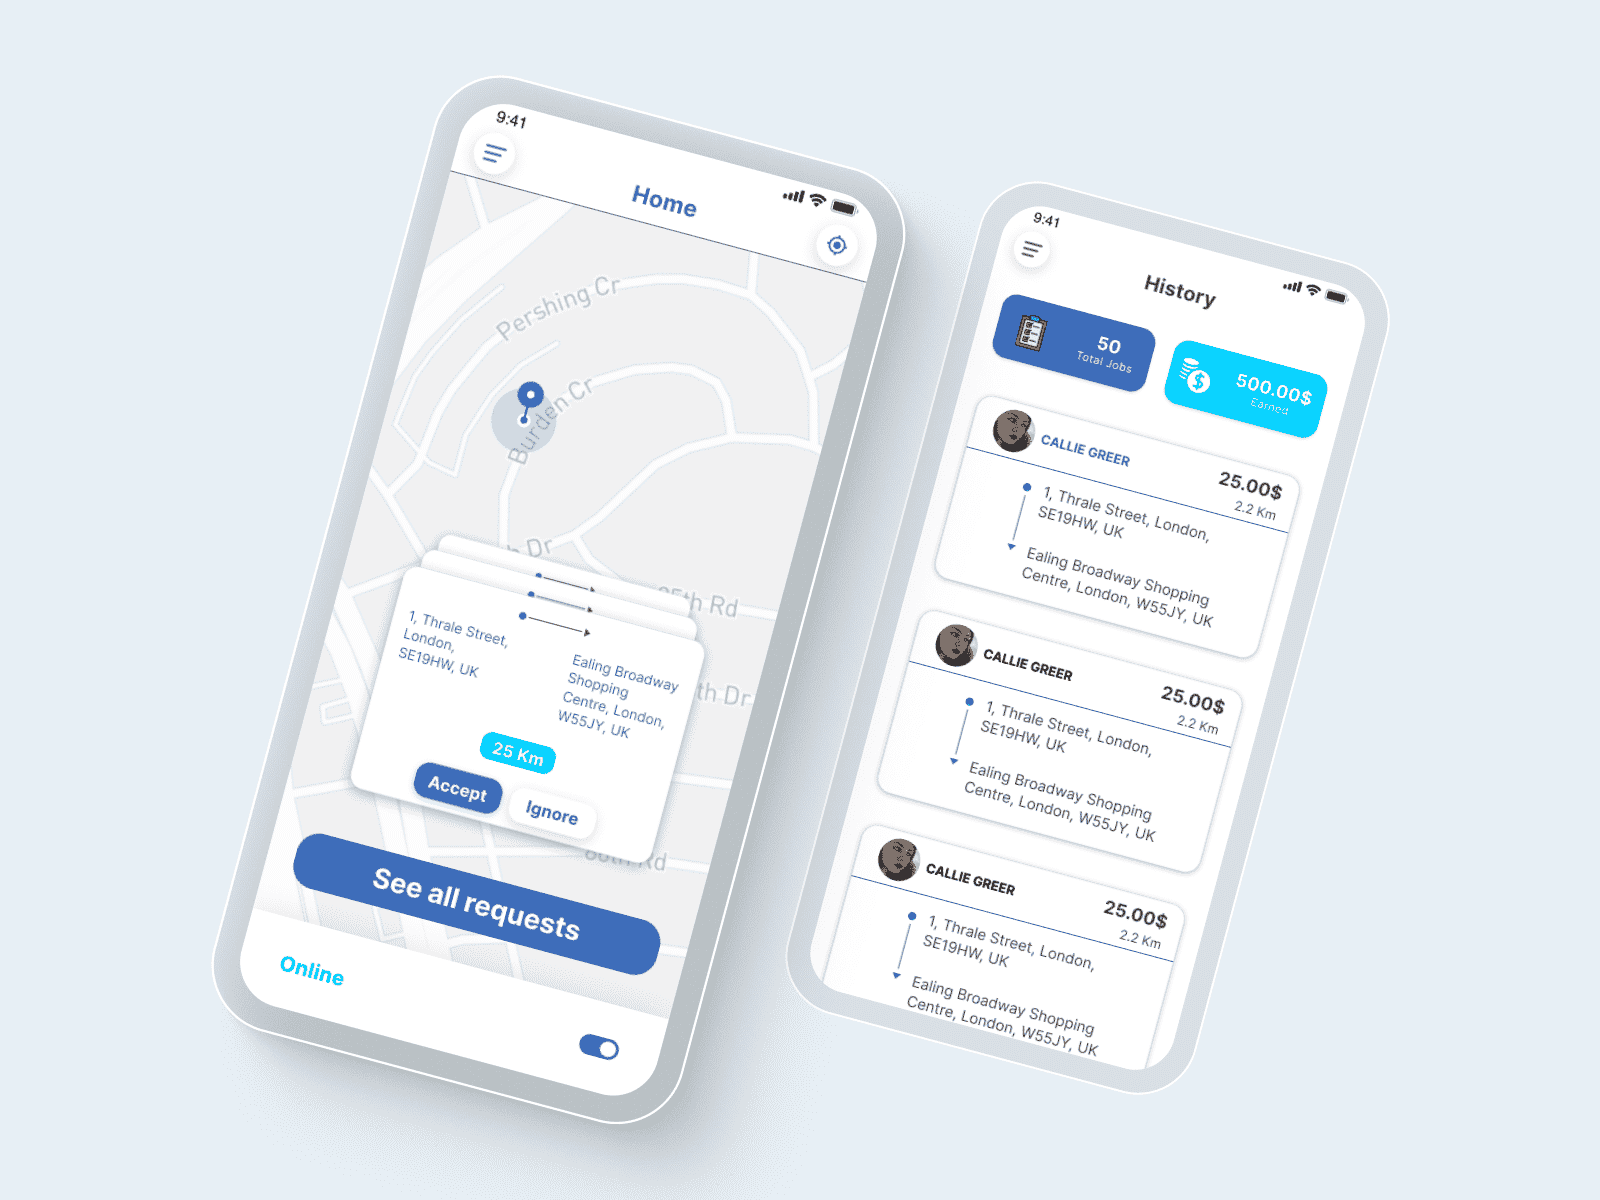 9:41
Home
Pershing Cr
Burden Cr
Dr
85th Rd
th Dr
1, Thrale Street,
London,
SE19HW, UK
Ealing Broadway
Shopping
Centre, London,
W55JY, UK
25 Km
Accept
Ignore
Rd
See all requests
Online
9:41
History
50
Total Jobs
500.00$
Earned
CALLIE GREER
25.00$
2.2 Km
1, Thrale Street, London,
SE19HW, UK
Ealing Broadway Shopping
Centre, London, W55JY, UK
CALLIE GREER
25.00$
2.2 Km
1, Thrale Street, London,
SE19HW, UK
Ealing Broadway Shopping
Centre, London, W55JY, UK
CALLIE GREER
25.00$
2.2 Km
1, Thrale Street, London,
SE19HW, UK
Ealing Broadway Shopping
Centre, London, W55JY, UK